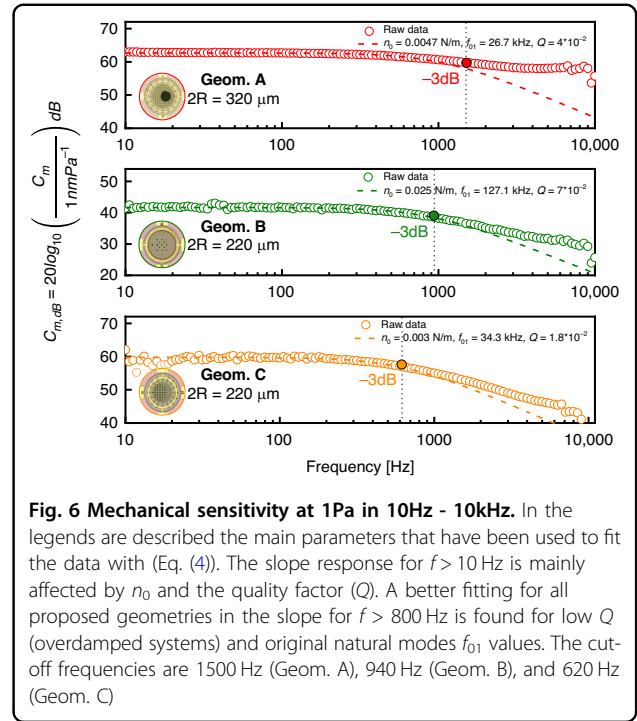 70
Raw data
n₀ = 0.0047 N/m, f₀₁ = 26.7 kHz, Q = 4*10⁻²
60
Geom. A
−3dB
2R = 320 μm
50
40
10 100 1000 10,000
60
Raw data
n₀ = 0.025 N/m, f₀₁ = 127.1 kHz, Q = 7*10⁻²
50
40
Geom. B
−3dB
30
2R = 220 μm
20
10 100 1000 10,000
Raw data
70
n₀ = 0.003 N/m, f₀₁ = 34.3 kHz, Q = 1.8*10⁻²
60
Geom. C
−3dB
50
2R = 220 μm
40
10 100 1000 10,000
C_{m,dB} = 20log₁₀ (C_m / 1nmPa⁻¹) dB
Frequency [Hz]
Fig. 6 Mechanical sensitivity at 1Pa in 10Hz - 10kHz. In the
legends are described the main parameters that have been used to fit
the data with (Eq. (4)). The slope response for f > 10 Hz is mainly
affected by n₀ and the quality factor (Q). A better fitting for all
proposed geometries in the slope for f > 800 Hz is found for low Q
(overdamped systems) and original natural modes f₀₁ values. The cut-
off frequencies are 1500 Hz (Geom. A), 940 Hz (Geom. B), and 620 Hz
(Geom. C)